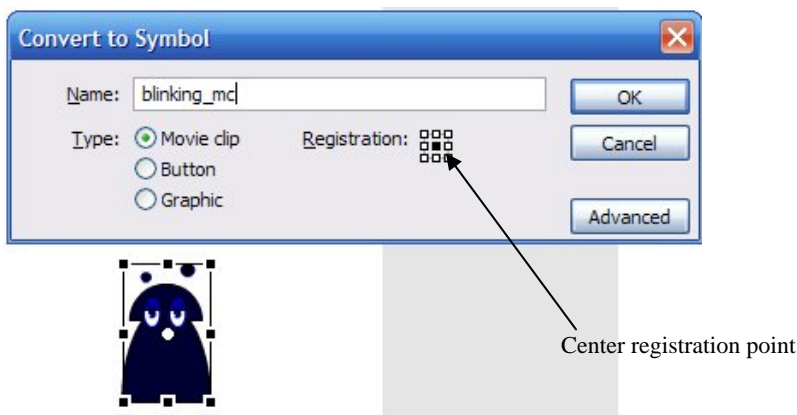 Convert to Symbol
Name: blinking_mc OK
Type: Movie clip Registration: Cancel
Button
Graphic Advanced
Center registration point